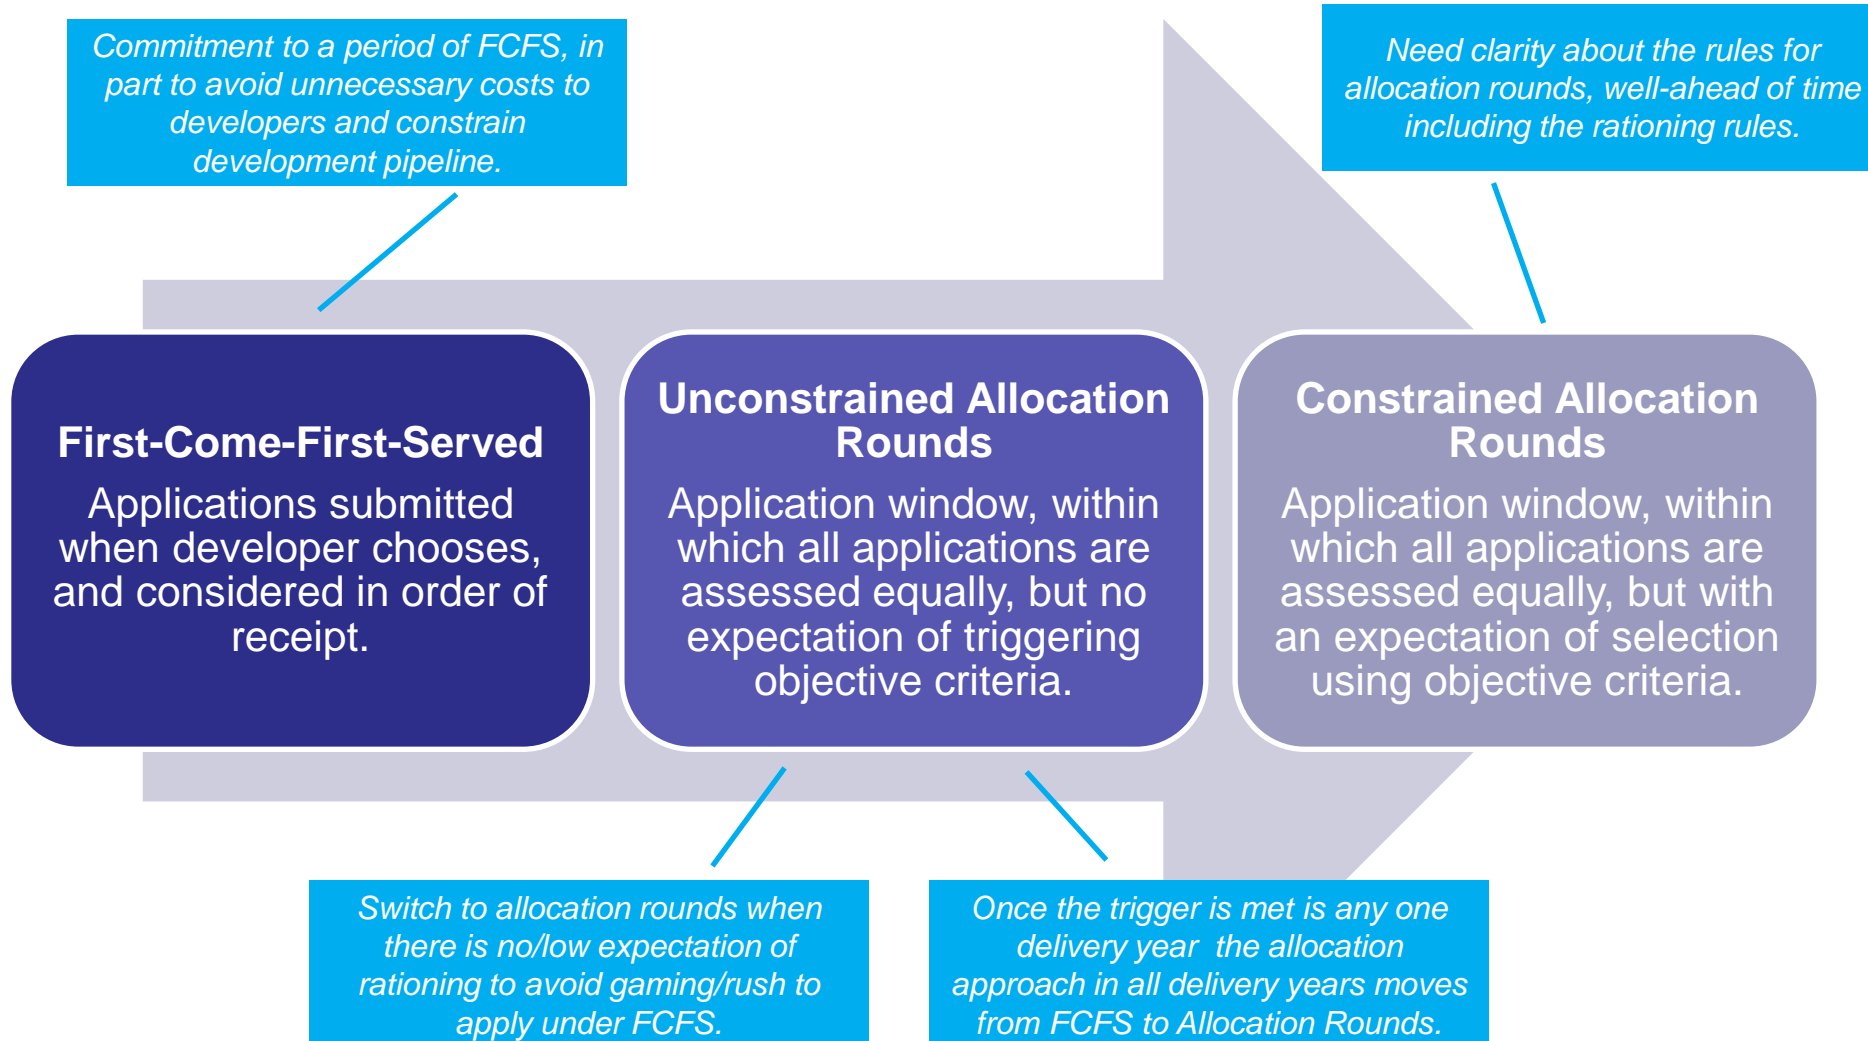 Commitment to a period of FCFS, in
part to avoid unnecessary costs to
developers and constrain
development pipeline.
Need clarity about the rules for
allocation rounds, well-ahead of time
including the rationing rules.
First-Come-First-Served
Applications submitted
when developer chooses,
and considered in order of
receipt.
Unconstrained Allocation
Rounds
Application window, within
which all applications are
assessed equally, but no
expectation of triggering
objective criteria.
Constrained Allocation
Rounds
Application window, within
which all applications are
assessed equally, but with
an expectation of selection
using objective criteria.
Switch to allocation rounds when
there is no/low expectation of
rationing to avoid gaming/rush to
apply under FCFS.
Once the trigger is met is any one
delivery year  the allocation
approach in all delivery years moves
from FCFS to Allocation Rounds.